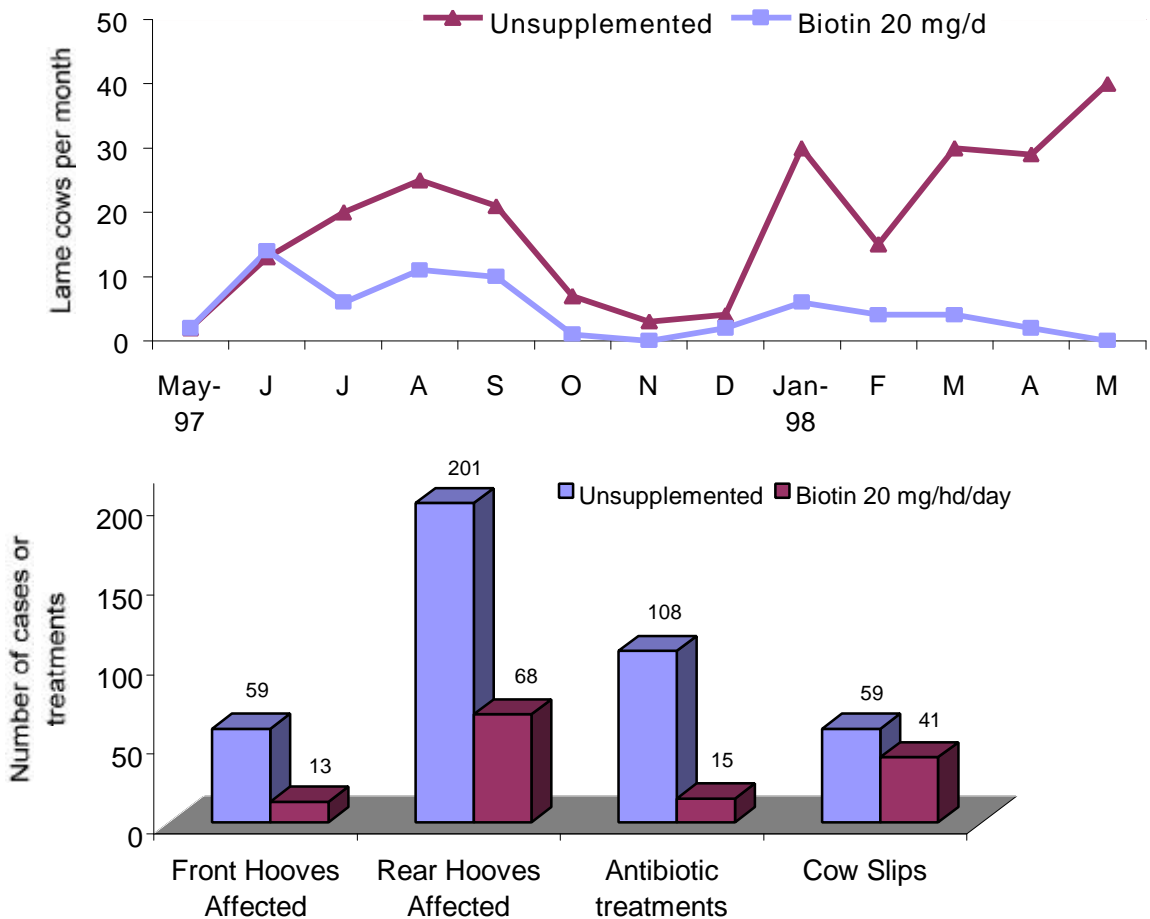 Unsupplemented Biotin 20 mg/d
Lame cows per month
50
40
30
20
10
0
May-97 J J A S O N D Jan-98 F M A M
Unsupplemented Biotin 20 mg/hd/day
Number of cases or
treatments
200
150
100
50
0
59 13 201 68 108 15 59 41
Front Hooves
Affected
Rear Hooves
Affected
Antibiotic
treatments
Cow Slips